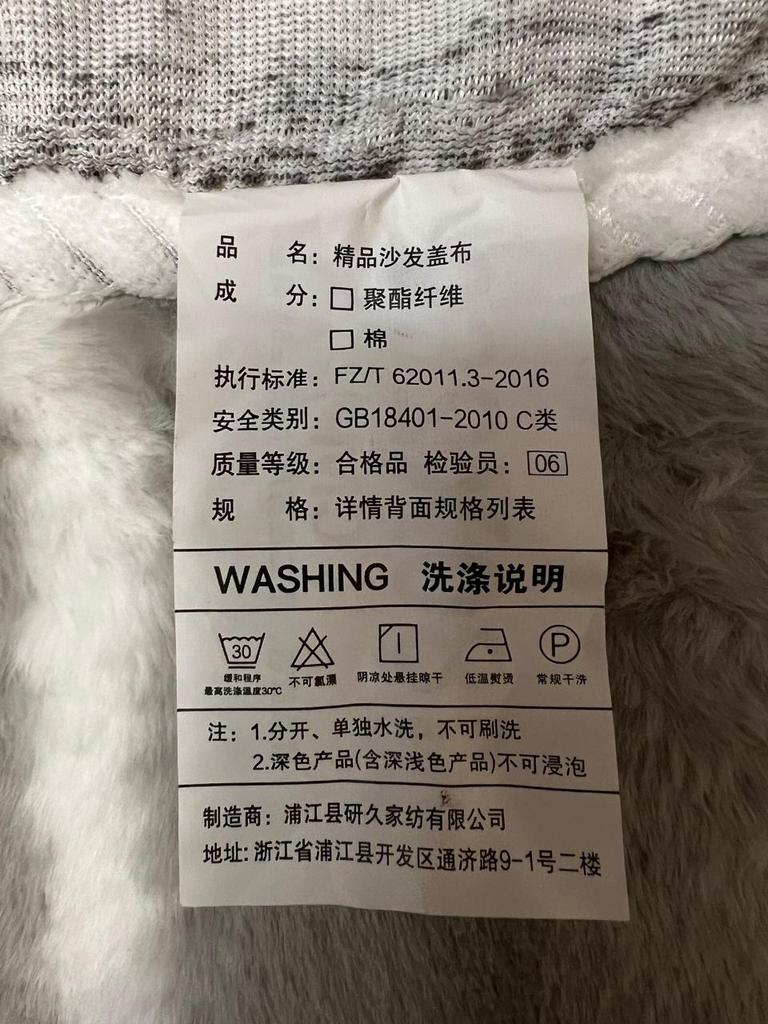 品 名：精品沙发盖布
成 分：□ 聚酯纤维
□ 棉
执行标准：FZ/T 62011.3-2016
安全类别：GB18401-2010 C类
质量等级：合格品 检验员：06
规 格：详情背面规格列表
WASHING 洗涤说明
30 P
缓和程序 不可氯漂 阴凉处悬挂晾干 低温熨烫 常规干洗
最高洗涤温度30℃
注：1.分开、单独水洗，不可刷洗
2.深色产品(含深浅色产品)不可浸泡
制造商：浦江县研久家纺有限公司
地址:浙江省浦江县开发区通济路9-1号二楼